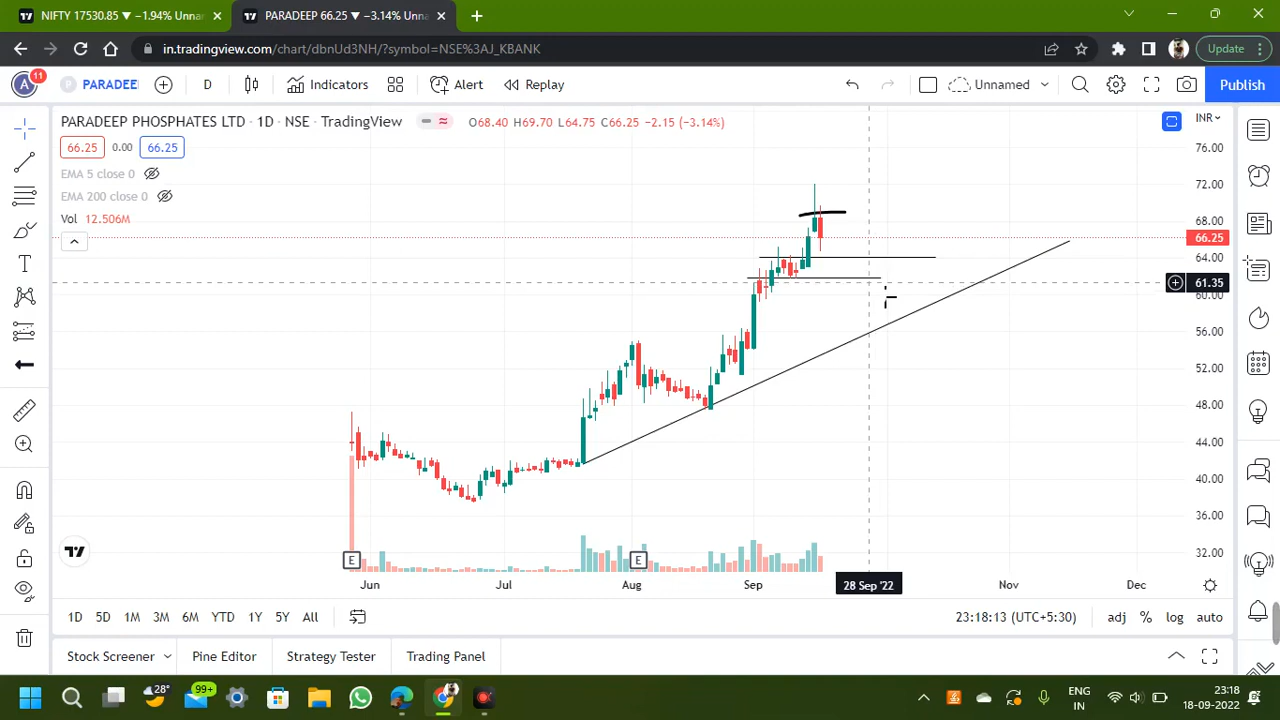 NIFTY 17530.85 ▼ −1.94% Unnar
PARADEEP 66.25 ▼ −3.14% Unnar
in.tradingview.com/chart/dbnUd3NH/?symbol=NSE%3AJ_KBANK
Update
A 11 P PARADEEI D Indicators Alert Replay Unnamed Publish
PARADEEP PHOSPHATES LTD · 1D · NSE · TradingView O68.40 H69.70 L64.75 C66.25 −2.15 (−3.14%) INR
66.25 0.00 66.25
EMA 5 close 0
EMA 200 close 0
Vol 12.506M
76.00
72.00
68.00
66.25
64.00
61.35
60.00
56.00
52.00
48.00
44.00
40.00
36.00
32.00
E E
Jun Jul Aug Sep 28 Sep '22 Nov Dec
1D 5D 1M 3M 6M YTD 1Y 5Y All 23:18:13 (UTC+5:30) adj % log auto
Stock Screener Pine Editor Strategy Tester Trading Panel
28° 99+ ENG 23:18
IN 18-09-2022